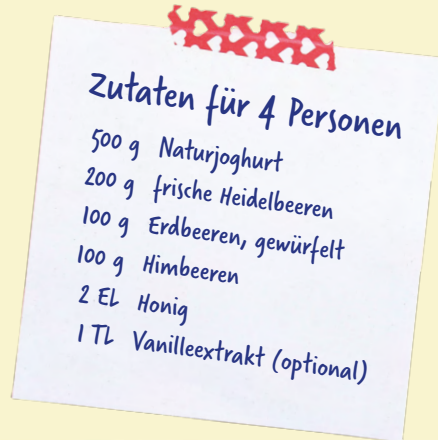 Zutaten für 4 Personen
500 g Naturjoghurt
200 g frische Heidelbeeren
100 g Erdbeeren, gewürfelt
100 g Himbeeren
2 EL Honig
1 TL Vanilleextrakt (optional)